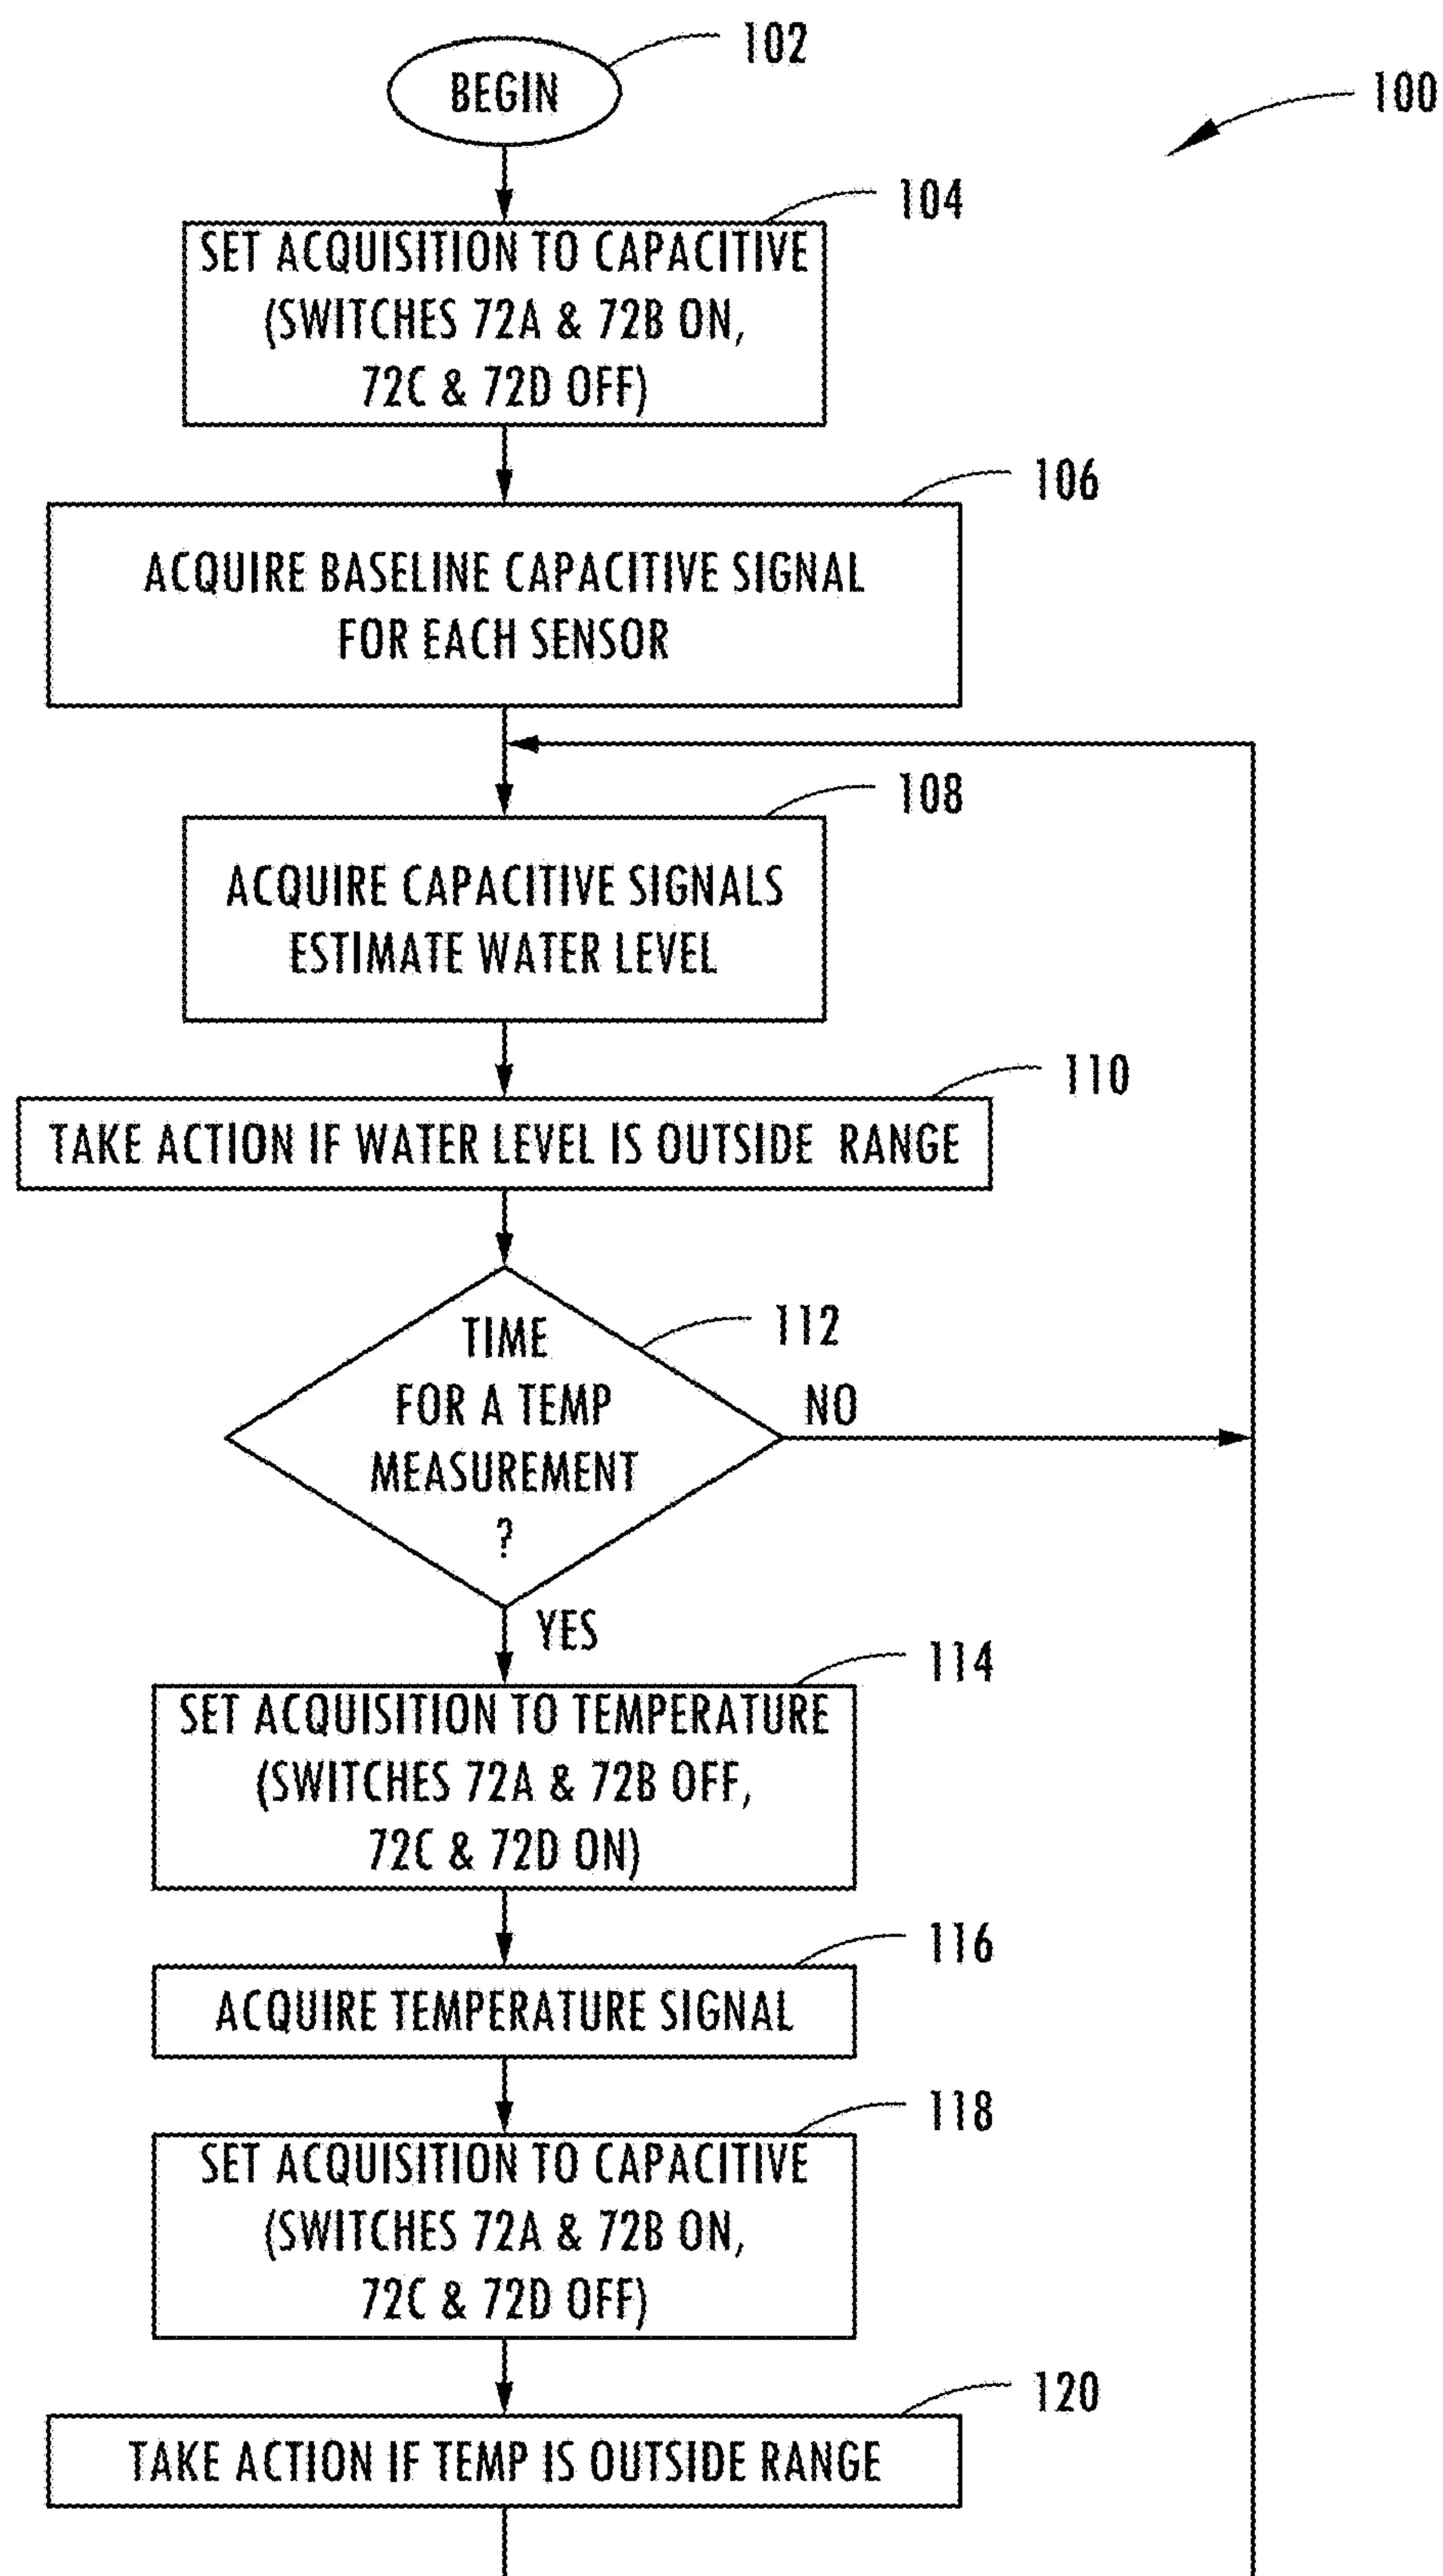 102
BEGIN
100
104
SET ACQUISITION TO CAPACITIVE
(SWITCHES 72A & 72B ON,
72C & 72D OFF)
106
ACQUIRE BASELINE CAPACITIVE SIGNAL
FOR EACH SENSOR
108
ACQUIRE CAPACITIVE SIGNALS
ESTIMATE WATER LEVEL
110
TAKE ACTION IF WATER LEVEL IS OUTSIDE RANGE
112
TIME
FOR A TEMP
MEASUREMENT
?
NO
YES
114
SET ACQUISITION TO TEMPERATURE
(SWITCHES 72A & 72B OFF,
72C & 72D ON)
116
ACQUIRE TEMPERATURE SIGNAL
118
SET ACQUISITION TO CAPACITIVE
(SWITCHES 72A & 72B ON,
72C & 72D OFF)
120
TAKE ACTION IF TEMP IS OUTSIDE RANGE